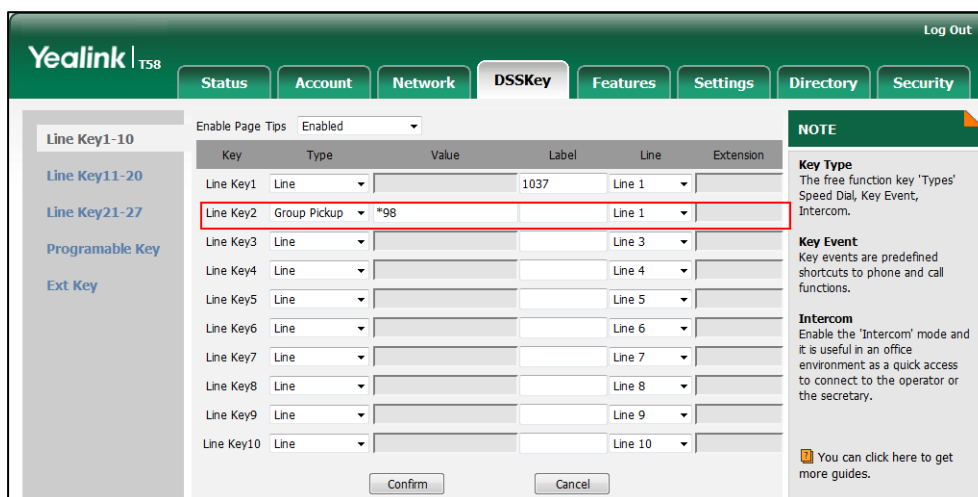 Log Out
Yealink | T58
Status Account Network DSSKey Features Settings Directory Security
Line Key1-10
Line Key11-20
Line Key21-27
Programable Key
Ext Key
Enable Page Tips Enabled
Key Type Value Label Line Extension
Line Key1 Line 1037 Line 1
Line Key2 Group Pickup *98 Line 1
Line Key3 Line Line 3
Line Key4 Line Line 4
Line Key5 Line Line 5
Line Key6 Line Line 6
Line Key7 Line Line 7
Line Key8 Line Line 8
Line Key9 Line Line 9
Line Key10 Line Line 10
Confirm Cancel
NOTE
Key Type
The free function key 'Types'
Speed Dial, Key Event,
Intercom.
Key Event
Key events are predefined
shortcuts to phone and call
functions.
Intercom
Enable the 'Intercom' mode and
it is useful in an office
environment as a quick access
to connect to the operator or
the secretary.
You can click here to get
more guides.